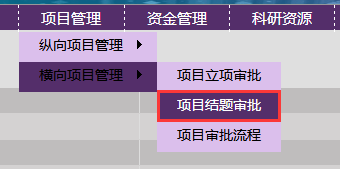 项目管理 资金管理 科研资源
纵向项目管理
横向项目管理 项目立项审批
项目结题审批
项目审批流程